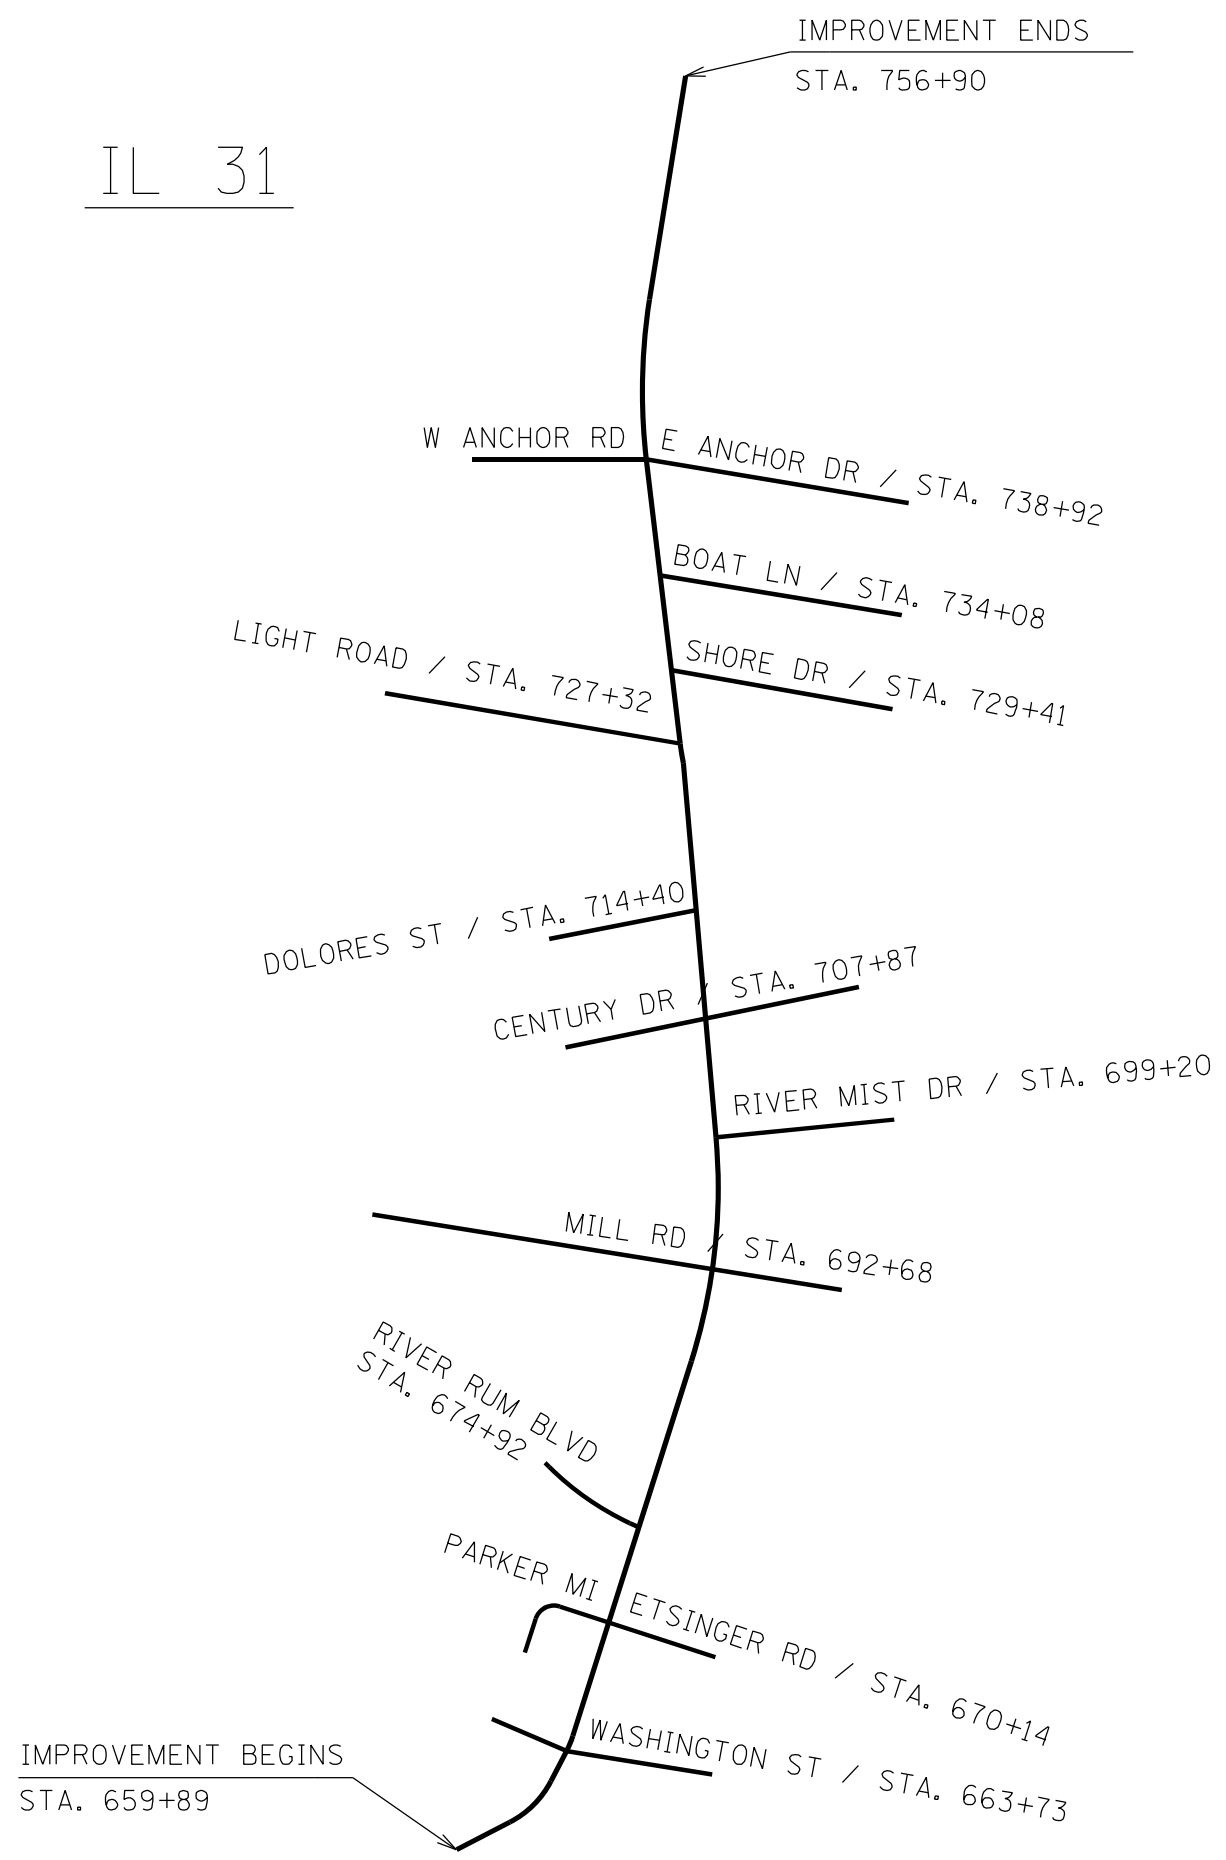 IMPROVEMENT ENDS
STA. 756+90
IL 31
W ANCHOR RD
E ANCHOR DR / STA. 738+92
BOAT LN / STA. 734+08
LIGHT ROAD / STA. 727+32
SHORE DR / STA. 729+41
DOLORES ST / STA. 714+40
CENTURY DR / STA. 707+87
RIVER MIST DR / STA. 699+20
MILL RD / STA. 692+68
RIVER RUM BLVD
STA. 674+92
PARKER MI
ETSINGER RD / STA. 670+14
WASHINGTON ST / STA. 663+73
IMPROVEMENT BEGINS
STA. 659+89